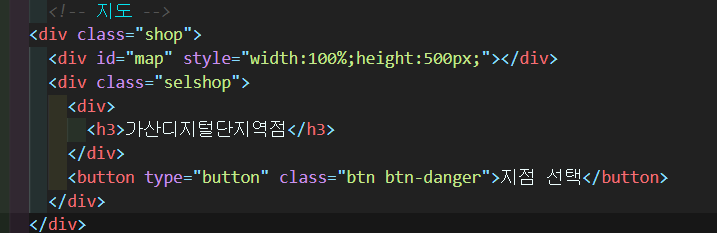 <!-- 지도 -->
<div class="shop">
<div id="map" style="width:100%;height:500px;"></div>
<div class="selshop">
<div>
<h3>가산디지털단지역점</h3>
</div>
<button type="button" class="btn btn-danger">지점 선택</button>
</div>
</div>